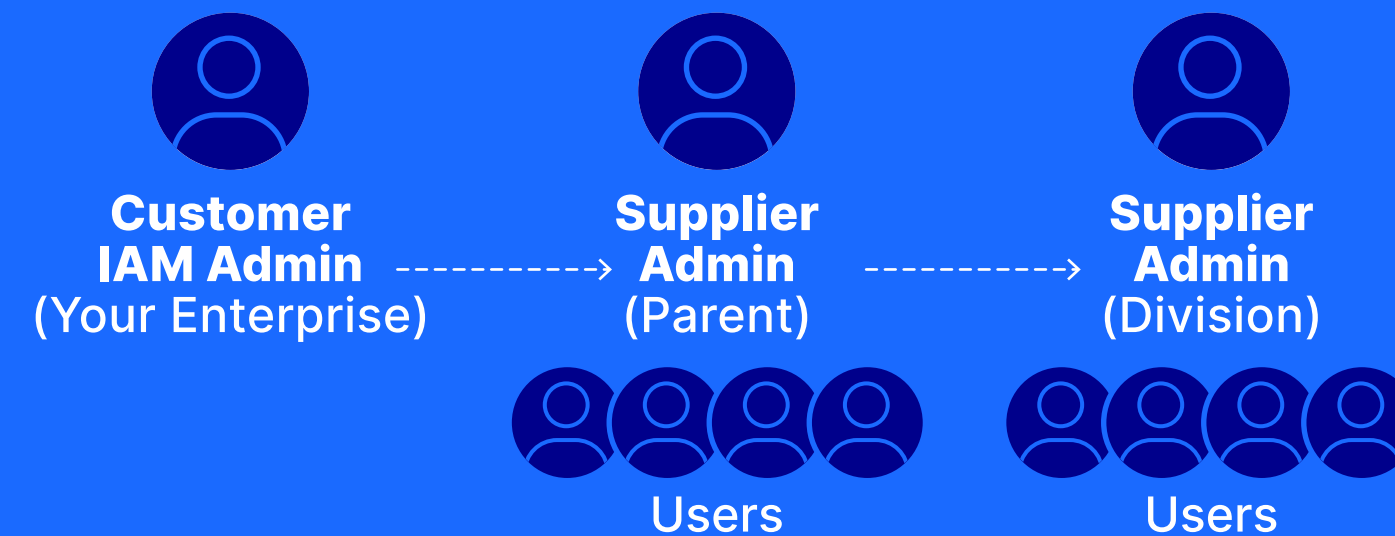 Customer
IAM Admin
(Your Enterprise)
Supplier
Admin
(Parent)
Users
Supplier
Admin
(Division)
Users